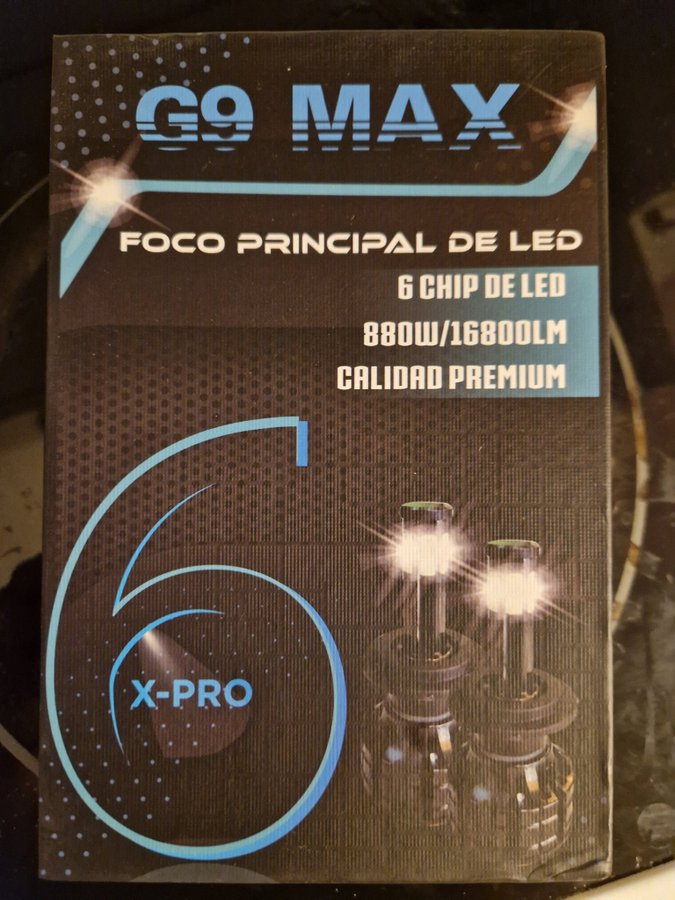 G9 MAX
FOCO PRINCIPAL DE LED
6 CHIP DE LED
880W/16800LM
CALIDAD PREMIUM
6
X-PRO